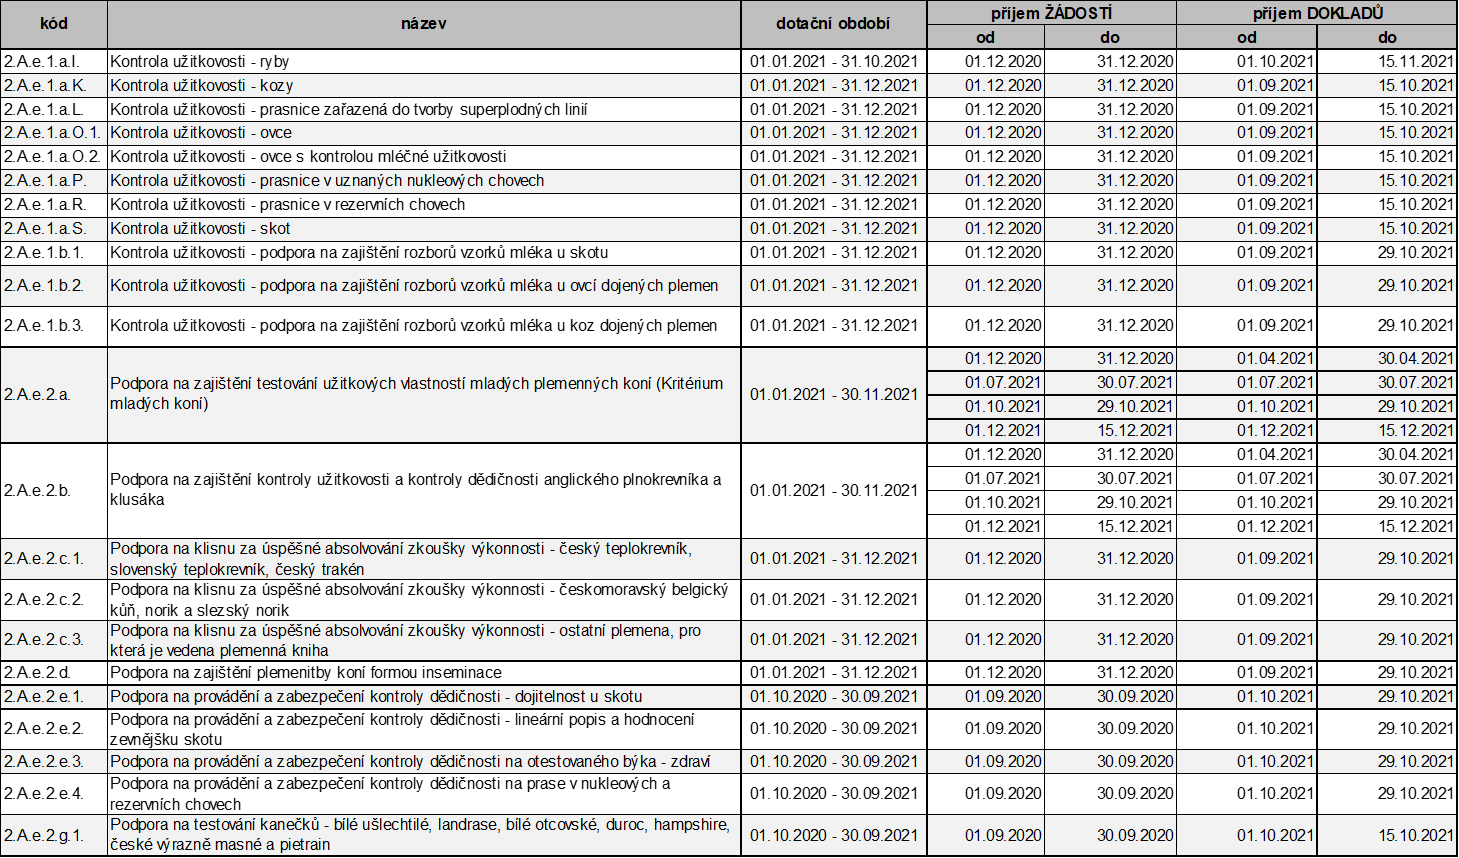 kód název dotační období příjem ŽÁDOSTÍ příjem DOKLADŮ
od do od do
2.A.e.1.a.I. Kontrola užitkovosti - ryby 01.01.2021 - 31.10.2021 01.12.2020 31.12.2020 01.10.2021 15.11.2021
2.A.e.1.a.K. Kontrola užitkovosti - kozy 01.01.2021 - 31.12.2021 01.12.2020 31.12.2020 01.09.2021 15.10.2021
2.A.e.1.a.L. Kontrola užitkovosti - prasnice zařazená do tvorby superplodných linií 01.01.2021 - 31.12.2021 01.12.2020 31.12.2020 01.09.2021 15.10.2021
2.A.e.1.a.O.1. Kontrola užitkovosti - ovce 01.01.2021 - 31.12.2021 01.12.2020 31.12.2020 01.09.2021 15.10.2021
2.A.e.1.a.O.2. Kontrola užitkovosti - ovce s kontrolou mléčné užitkovosti 01.01.2021 - 31.12.2021 01.12.2020 31.12.2020 01.09.2021 15.10.2021
2.A.e.1.a.P. Kontrola užitkovosti - prasnice v uznaných nukleových chovech 01.01.2021 - 31.12.2021 01.12.2020 31.12.2020 01.09.2021 15.10.2021
2.A.e.1.a.R. Kontrola užitkovosti - prasnice v rezervních chovech 01.01.2021 - 31.12.2021 01.12.2020 31.12.2020 01.09.2021 15.10.2021
2.A.e.1.a.S. Kontrola užitkovosti - skot 01.01.2021 - 31.12.2021 01.12.2020 31.12.2020 01.09.2021 15.10.2021
2.A.e.1.b.1. Kontrola užitkovosti - podpora na zajištění rozborů vzorků mléka u skotu 01.01.2021 - 31.12.2021 01.12.2020 31.12.2020 01.09.2021 29.10.2021
2.A.e.1.b.2. Kontrola užitkovosti - podpora na zajištění rozborů vzorků mléka u ovcí dojených plemen 01.01.2021 - 31.12.2021 01.12.2020 31.12.2020 01.09.2021 29.10.2021
2.A.e.1.b.3. Kontrola užitkovosti - podpora na zajištění rozborů vzorků mléka u koz dojených plemen 01.01.2021 - 31.12.2021 01.12.2020 31.12.2020 01.09.2021 29.10.2021
2.A.e.2.a. Podpora na zajištění testování užitkových vlastností mladých plemenných koní (Kritérium
mladých koní) 01.01.2021 - 30.11.2021
01.12.2020 31.12.2020 01.04.2021 30.04.2021
01.07.2021 30.07.2021 01.07.2021 30.07.2021
01.10.2021 29.10.2021 01.10.2021 29.10.2021
01.12.2021 15.12.2021 01.12.2021 15.12.2021
2.A.e.2.b. Podpora na zajištění kontroly užitkovosti a kontroly dědičnosti anglického plnokrevníka a
klusáka 01.01.2021 - 30.11.2021
01.12.2020 31.12.2020 01.04.2021 30.04.2021
01.07.2021 30.07.2021 01.07.2021 30.07.2021
01.10.2021 29.10.2021 01.10.2021 29.10.2021
01.12.2021 15.12.2021 01.12.2021 15.12.2021
2.A.e.2.c.1. Podpora na klisnu za úspěšné absolvování zkoušky výkonnosti - český teplokrevník,
slovenský teplokrevník, český trakén 01.01.2021 - 31.12.2021 01.12.2020 31.12.2020 01.09.2021 29.10.2021
2.A.e.2.c.2. Podpora na klisnu za úspěšné absolvování zkoušky výkonnosti - českomoravský belgický
kůň, norik a slezský norik 01.01.2021 - 31.12.2021 01.12.2020 31.12.2020 01.09.2021 29.10.2021
2.A.e.2.c.3. Podpora na klisnu za úspěšné absolvování zkoušky výkonnosti - ostatní plemena, pro
která je vedena plemenná kniha 01.01.2021 - 31.12.2021 01.12.2020 31.12.2020 01.09.2021 29.10.2021
2.A.e.2.d. Podpora na zajištění plemenitby koní formou inseminace 01.01.2021 - 31.12.2021 01.12.2020 31.12.2020 01.09.2021 29.10.2021
2.A.e.2.e.1. Podpora na provádění a zabezpečení kontroly dědičnosti - dojitelnost u skotu 01.10.2020 - 30.09.2021 01.09.2020 30.09.2020 01.10.2021 29.10.2021
2.A.e.2.e.2. Podpora na provádění a zabezpečení kontroly dědičnosti - lineární popis a hodnocení
zevnějšku skotu 01.10.2020 - 30.09.2021 01.09.2020 30.09.2020 01.10.2021 29.10.2021
2.A.e.2.e.3. Podpora na provádění a zabezpečení kontroly dědičnosti na otestovaného býka - zdraví 01.10.2020 - 30.09.2021 01.09.2020 30.09.2020 01.10.2021 29.10.2021
2.A.e.2.e.4. Podpora na provádění a zabezpečení kontroly dědičnosti na prase v nukleových a
rezervních chovech 01.10.2020 - 30.09.2021 01.09.2020 30.09.2020 01.10.2021 29.10.2021
2.A.e.2.g.1. Podpora na testování kanečků - bílé ušlechtilé, landrase, bílé otcovské, duroc, hampshire,
české výrazně masné a pietrain 01.10.2020 - 30.09.2021 01.09.2020 30.09.2020 01.10.2021 15.10.2021